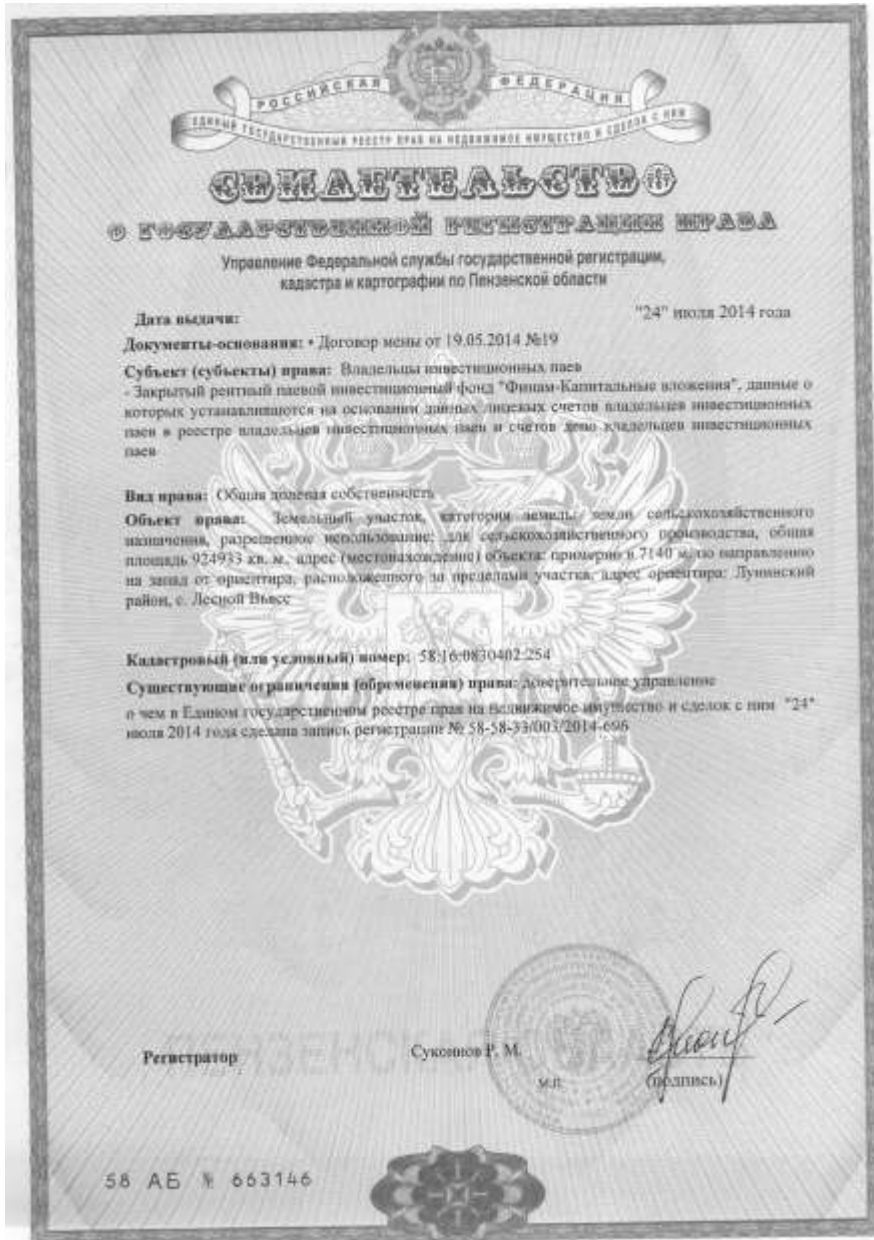 РОССИЙСКАЯ ФЕДЕРАЦИЯ
ЕДИНЫЙ ГОСУДАРСТВЕННЫЙ РЕЕСТР ПРАВ НА НЕДВИЖИМОЕ ИМУЩЕСТВО И СДЕЛОК С НИМ
СВИДЕТЕЛЬСТВО
О ГОСУДАРСТВЕННОЙ РЕГИСТРАЦИИ ПРАВА
Управление Федеральной службы государственной регистрации,
кадастра и картографии по Пензенской области
Дата выдачи: "24" июля 2014 года
Документы-основания: • Договор мены от 19.05.2014 №19
Субъект (субъекты) права: Владельцы инвестиционных паев
- Закрытый рентный паевой инвестиционный фонд "Финам-Капитальные вложения", данные о
которых устанавливаются на основании данных лицевых счетов владельцев инвестиционных
паев в реестре владельцев инвестиционных паев и счетов депо владельцев инвестиционных
паев
Вид права: Общая долевая собственность
Объект права: Земельный участок, категория земель: земли сельскохозяйственного
назначения, разрешенное использование: для сельскохозяйственного производства, общая
площадь 924933 кв. м., адрес (местонахождение) объекта: примерно в 7140 м. по направлению
на запад от ориентира, расположенного за пределами участка, адрес ориентира: Лунинский
район, с. Лесной Вьясс
Кадастровый (или условный) номер: 58:16:0830402:254
Существующие ограничения (обременения) права: доверительное управление
о чем в Едином государственном реестре прав на недвижимое имущество и сделок с ним "24"
июля 2014 года сделана запись регистрации № 58-58-33/003/2014-696
Регистратор Суконнов Р. М.
М.П. (подпись)
58 АБ № 663146